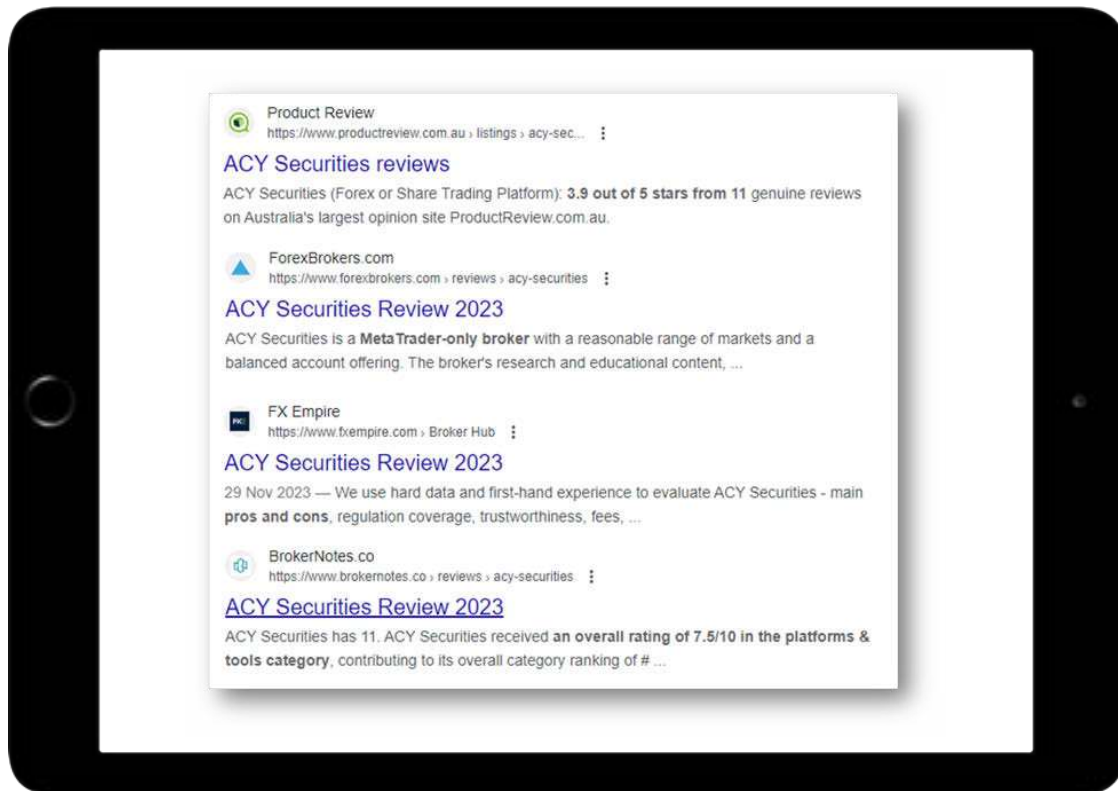 Product Review
https://www.productreview.com.au › listings › acy-sec...
ACY Securities reviews
ACY Securities (Forex or Share Trading Platform): 3.9 out of 5 stars from 11 genuine reviews
on Australia's largest opinion site ProductReview.com.au.
ForexBrokers.com
https://www.forexbrokers.com › reviews › acy-securities
ACY Securities Review 2023
ACY Securities is a MetaTrader-only broker with a reasonable range of markets and a
balanced account offering. The broker's research and educational content, ...
FX Empire
https://www.fxempire.com › Broker Hub
ACY Securities Review 2023
29 Nov 2023 — We use hard data and first-hand experience to evaluate ACY Securities - main
pros and cons, regulation coverage, trustworthiness, fees, ...
BrokerNotes.co
https://www.brokernotes.co › reviews › acy-securities
ACY Securities Review 2023
ACY Securities has 11. ACY Securities received an overall rating of 7.5/10 in the platforms &
tools category, contributing to its overall category ranking of # ...